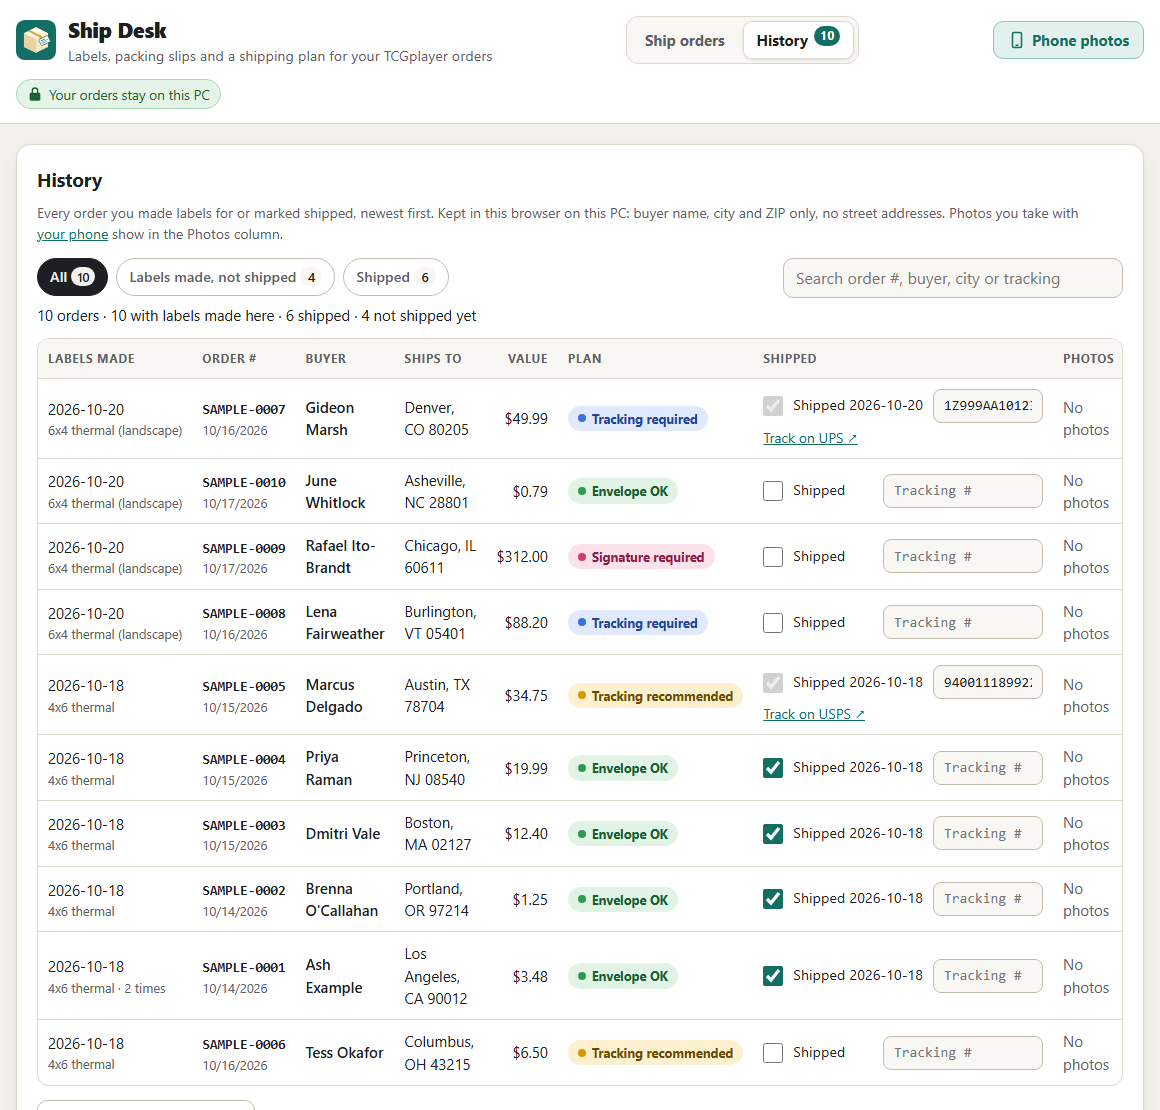 Ship Desk
Labels, packing slips and a shipping plan for your TCGplayer orders
Ship orders
History 10
Phone photos
Your orders stay on this PC
History
Every order you made labels for or marked shipped, newest first. Kept in this browser on this PC: buyer name, city and ZIP only, no street addresses. Photos you take with
your phone show in the Photos column.
All 10
Labels made, not shipped 4
Shipped 6
Search order #, buyer, city or tracking
10 orders · 10 with labels made here · 6 shipped · 4 not shipped yet
LABELS MADE ORDER # BUYER SHIPS TO VALUE PLAN SHIPPED PHOTOS
2026-10-20 SAMPLE-0007 Gideon Denver, $49.99 Tracking required Shipped 2026-10-20 1Z999AA1012 No
6x4 thermal (landscape) 10/16/2026 Marsh CO 80205 Track on UPS ↗ photos
2026-10-20 SAMPLE-0010 June Asheville, $0.79 Envelope OK Shipped Tracking # No
6x4 thermal (landscape) 10/17/2026 Whitlock NC 28801 photos
2026-10-20 SAMPLE-0009 Rafael Ito- Chicago, IL $312.00 Signature required Shipped Tracking # No
6x4 thermal (landscape) 10/17/2026 Brandt 60611 photos
2026-10-20 SAMPLE-0008 Lena Burlington, $88.20 Tracking required Shipped Tracking # No
6x4 thermal (landscape) 10/16/2026 Fairweather VT 05401 photos
2026-10-18 SAMPLE-0005 Marcus Austin, TX $34.75 Tracking recommended Shipped 2026-10-18 94001118992 No
4x6 thermal 10/15/2026 Delgado 78704 Track on USPS ↗ photos
2026-10-18 SAMPLE-0004 Priya Princeton, $19.99 Envelope OK Shipped 2026-10-18 Tracking # No
4x6 thermal 10/15/2026 Raman NJ 08540 photos
2026-10-18 SAMPLE-0003 Dmitri Vale Boston, $12.40 Envelope OK Shipped 2026-10-18 Tracking # No
4x6 thermal 10/15/2026 MA 02127 photos
2026-10-18 SAMPLE-0002 Brenna Portland, $1.25 Envelope OK Shipped 2026-10-18 Tracking # No
4x6 thermal 10/14/2026 O'Callahan OR 97214 photos
2026-10-18 SAMPLE-0001 Ash Los $3.48 Envelope OK Shipped 2026-10-18 Tracking # No
4x6 thermal · 2 times 10/14/2026 Example Angeles, photos
CA 90012
2026-10-18 SAMPLE-0006 Tess Okafor Columbus, $6.50 Tracking recommended Shipped Tracking # No
4x6 thermal 10/16/2026 OH 43215 photos